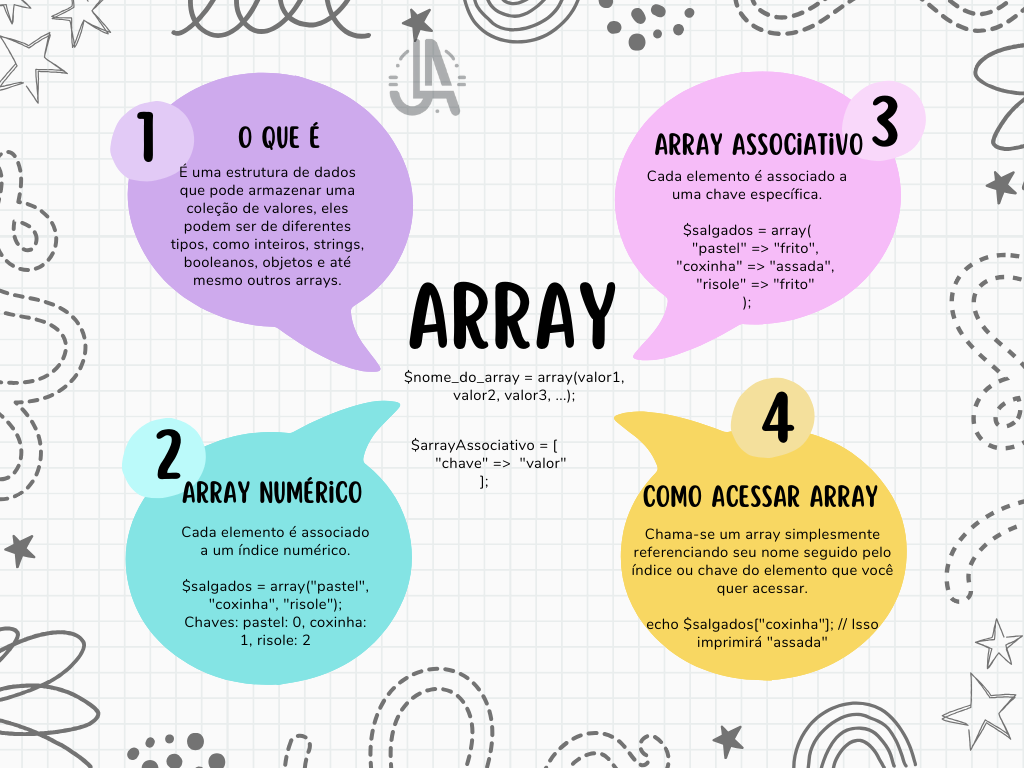 JLA
1
O QUE É
É uma estrutura de dados
que pode armazenar uma
coleção de valores, eles
podem ser de diferentes
tipos, como inteiros, strings,
booleanos, objetos e até
mesmo outros arrays.
3
ARRAY ASSOCIATIVO
Cada elemento é associado a
uma chave específica.
$salgados = array(
"pastel" => "frito",
"coxinha" => "assada",
"risole" => "frito"
);
ARRAY
$nome_do_array = array(valor1,
valor2, valor3, ...);
$arrayAssociativo = [
"chave" => "valor"
];
2
ARRAY NUMÉRICO
Cada elemento é associado
a um índice numérico.
$salgados = array("pastel",
"coxinha", "risole");
Chaves: pastel: 0, coxinha:
1, risole: 2
4
COMO ACESSAR ARRAY
Chama-se um array simplesmente
referenciando seu nome seguido pelo
índice ou chave do elemento que você
quer acessar.
echo $salgados["coxinha"]; // Isso
imprimirá "assada"